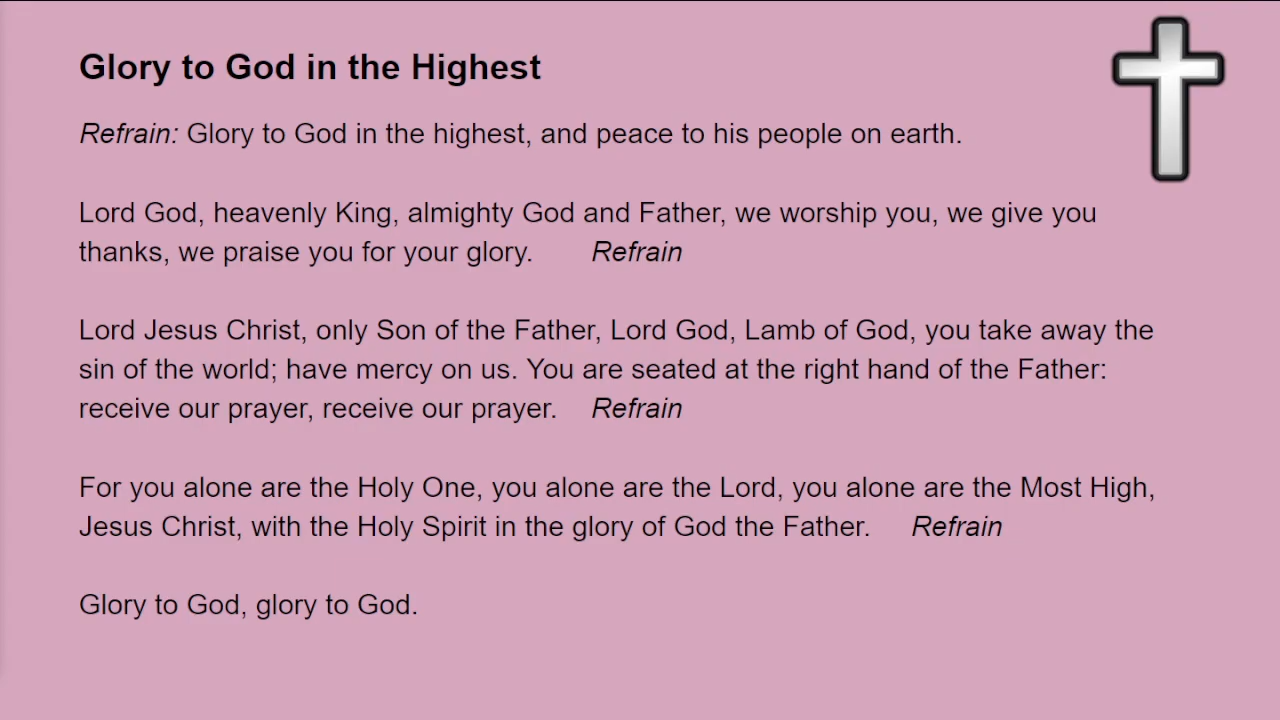 Glory to God in the Highest
Refrain: Glory to God in the highest, and peace to his people on earth.
Lord God, heavenly King, almighty God and Father, we worship you, we give you
thanks, we praise you for your glory. Refrain
Lord Jesus Christ, only Son of the Father, Lord God, Lamb of God, you take away the
sin of the world; have mercy on us. You are seated at the right hand of the Father:
receive our prayer, receive our prayer. Refrain
For you alone are the Holy One, you alone are the Lord, you alone are the Most High,
Jesus Christ, with the Holy Spirit in the glory of God the Father. Refrain
Glory to God, glory to God.